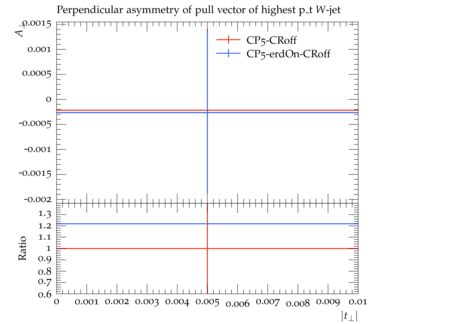 Perpendicular asymmetry of pull vector of highest p_t W-jet
A⊥
0.0015
CP5-CRoff
0.001
CP5-erdOn-CRoff
0.0005
0
-0.0005
-0.001
-0.0015
-0.002
1.3
1.2
1.1
1
0.9
0.8
0.7
0.6
Ratio
0 0.001 0.002 0.003 0.004 0.005 0.006 0.007 0.008 0.009 0.01
|t⊥|